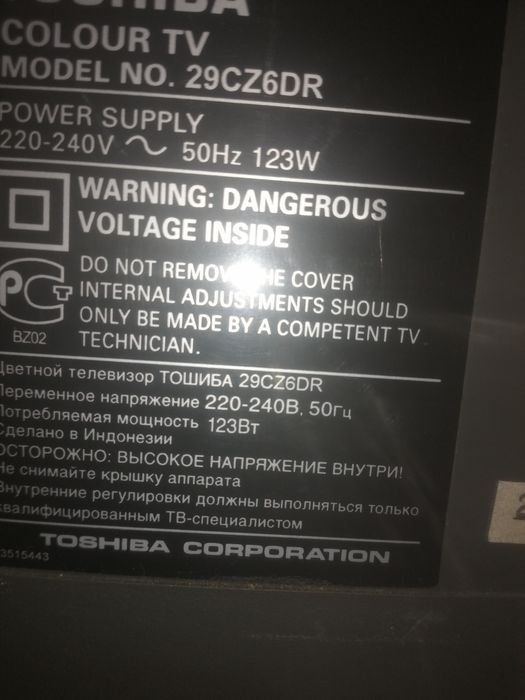 TOSHIBA
COLOUR TV
MODEL NO. 29CZ6DR
POWER SUPPLY
220-240V ~ 50Hz 123W
WARNING: DANGEROUS
VOLTAGE INSIDE
DO NOT REMOVE THE COVER
INTERNAL ADJUSTMENTS SHOULD
ONLY BE MADE BY A COMPETENT TV
TECHNICIAN.
РСТ
BZ02
Цветной телевизор ТОШИБА 29CZ6DR
Переменное напряжение 220-240В, 50Гц
Потребляемая мощность 123Вт
Сделано в Индонезии
ОСТОРОЖНО: ВЫСОКОЕ НАПРЯЖЕНИЕ ВНУТРИ!
Не снимайте крышку аппарата
Внутренние регулировки должны выполняться только
квалифицированным ТВ-специалистом
TOSHIBA CORPORATION
3515443